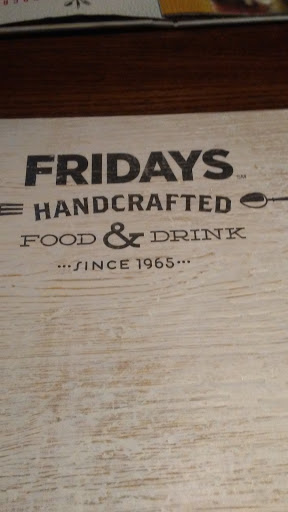 FRIDAYS
HANDCRAFTED
FOOD & DRINK
···SINCE 1965···